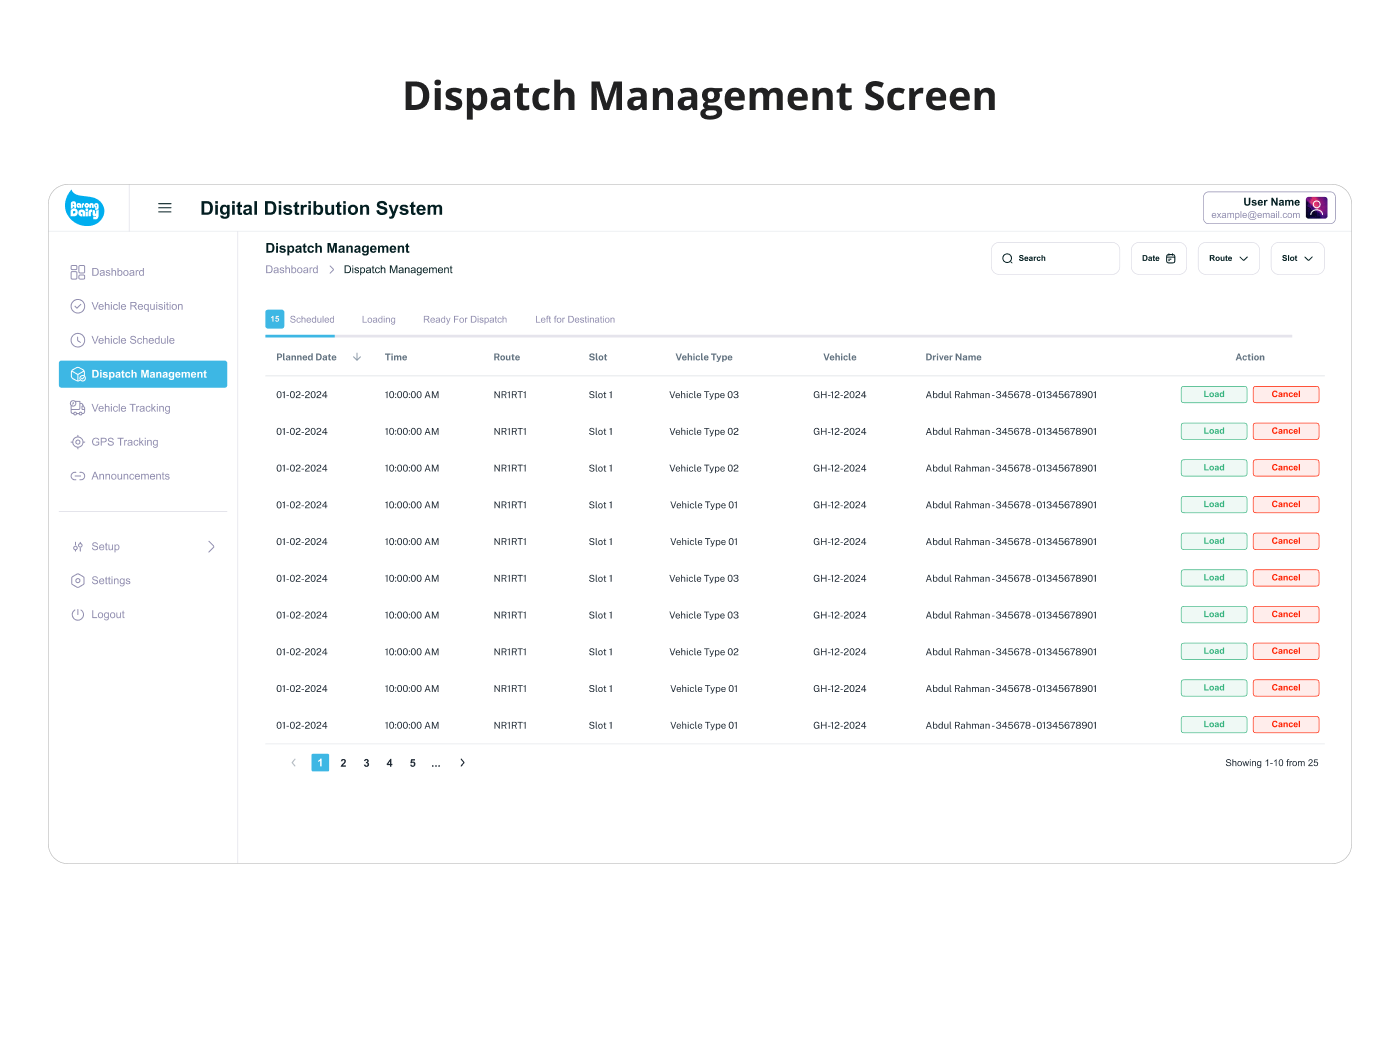 Dispatch Management Screen
Aarong
Dairy
Digital Distribution System
User Name
example@email.com
Dashboard
Vehicle Requisition
Vehicle Schedule
Dispatch Management
Vehicle Tracking
GPS Tracking
Announcements
Setup
Settings
Logout
Dispatch Management
Dashboard > Dispatch Management
Search
Date
Route
Slot
15 Scheduled Loading Ready For Dispatch Left for Destination
Planned Date Time Route Slot Vehicle Type Vehicle Driver Name Action
01-02-2024 10:00:00 AM NR1RT1 Slot 1 Vehicle Type 03 GH-12-2024 Abdul Rahman-345678-01345678901 Load Cancel
01-02-2024 10:00:00 AM NR1RT1 Slot 1 Vehicle Type 02 GH-12-2024 Abdul Rahman-345678-01345678901 Load Cancel
01-02-2024 10:00:00 AM NR1RT1 Slot 1 Vehicle Type 02 GH-12-2024 Abdul Rahman-345678-01345678901 Load Cancel
01-02-2024 10:00:00 AM NR1RT1 Slot 1 Vehicle Type 01 GH-12-2024 Abdul Rahman-345678-01345678901 Load Cancel
01-02-2024 10:00:00 AM NR1RT1 Slot 1 Vehicle Type 01 GH-12-2024 Abdul Rahman-345678-01345678901 Load Cancel
01-02-2024 10:00:00 AM NR1RT1 Slot 1 Vehicle Type 03 GH-12-2024 Abdul Rahman-345678-01345678901 Load Cancel
01-02-2024 10:00:00 AM NR1RT1 Slot 1 Vehicle Type 03 GH-12-2024 Abdul Rahman-345678-01345678901 Load Cancel
01-02-2024 10:00:00 AM NR1RT1 Slot 1 Vehicle Type 02 GH-12-2024 Abdul Rahman-345678-01345678901 Load Cancel
01-02-2024 10:00:00 AM NR1RT1 Slot 1 Vehicle Type 01 GH-12-2024 Abdul Rahman-345678-01345678901 Load Cancel
01-02-2024 10:00:00 AM NR1RT1 Slot 1 Vehicle Type 01 GH-12-2024 Abdul Rahman-345678-01345678901 Load Cancel
< 1 2 3 4 5 ... >
Showing 1-10 from 25